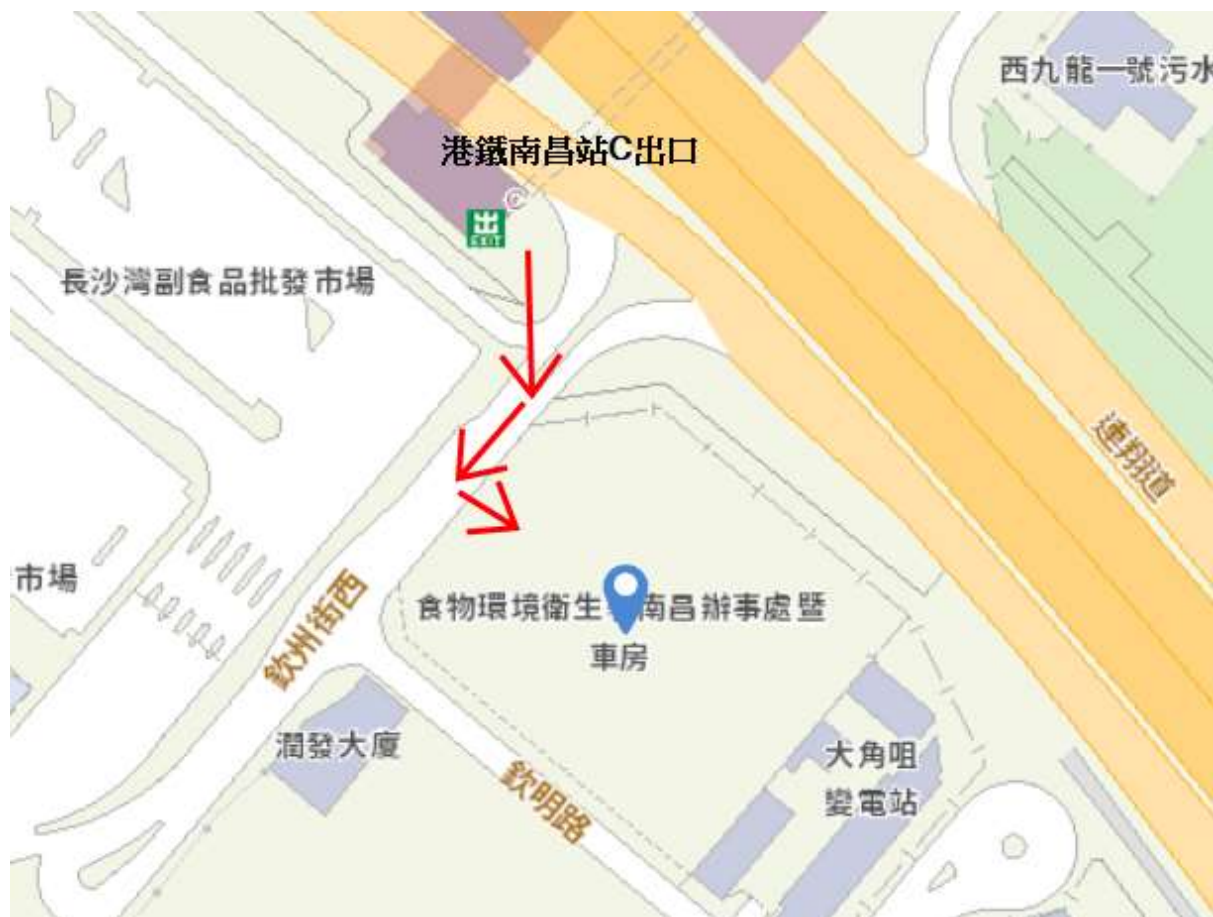 西九龍一號污水
港鐵南昌站C出口
C
出
EXIT
長沙灣副食品批發市場
連翔道
市場
食物環境衛生
南昌辦事處暨
車房
欽州街西
潤發大廈
大角咀
變電站
欽明路